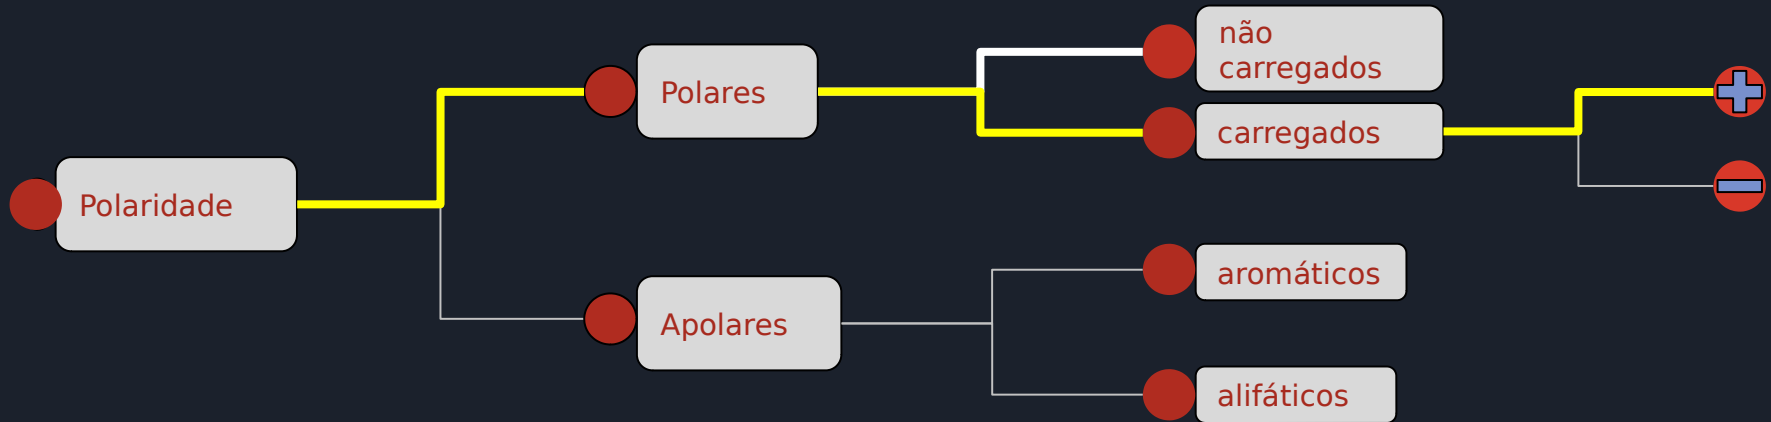 não
carregados
Polares
carregados
Polaridade
aromáticos
Apolares
alifáticos